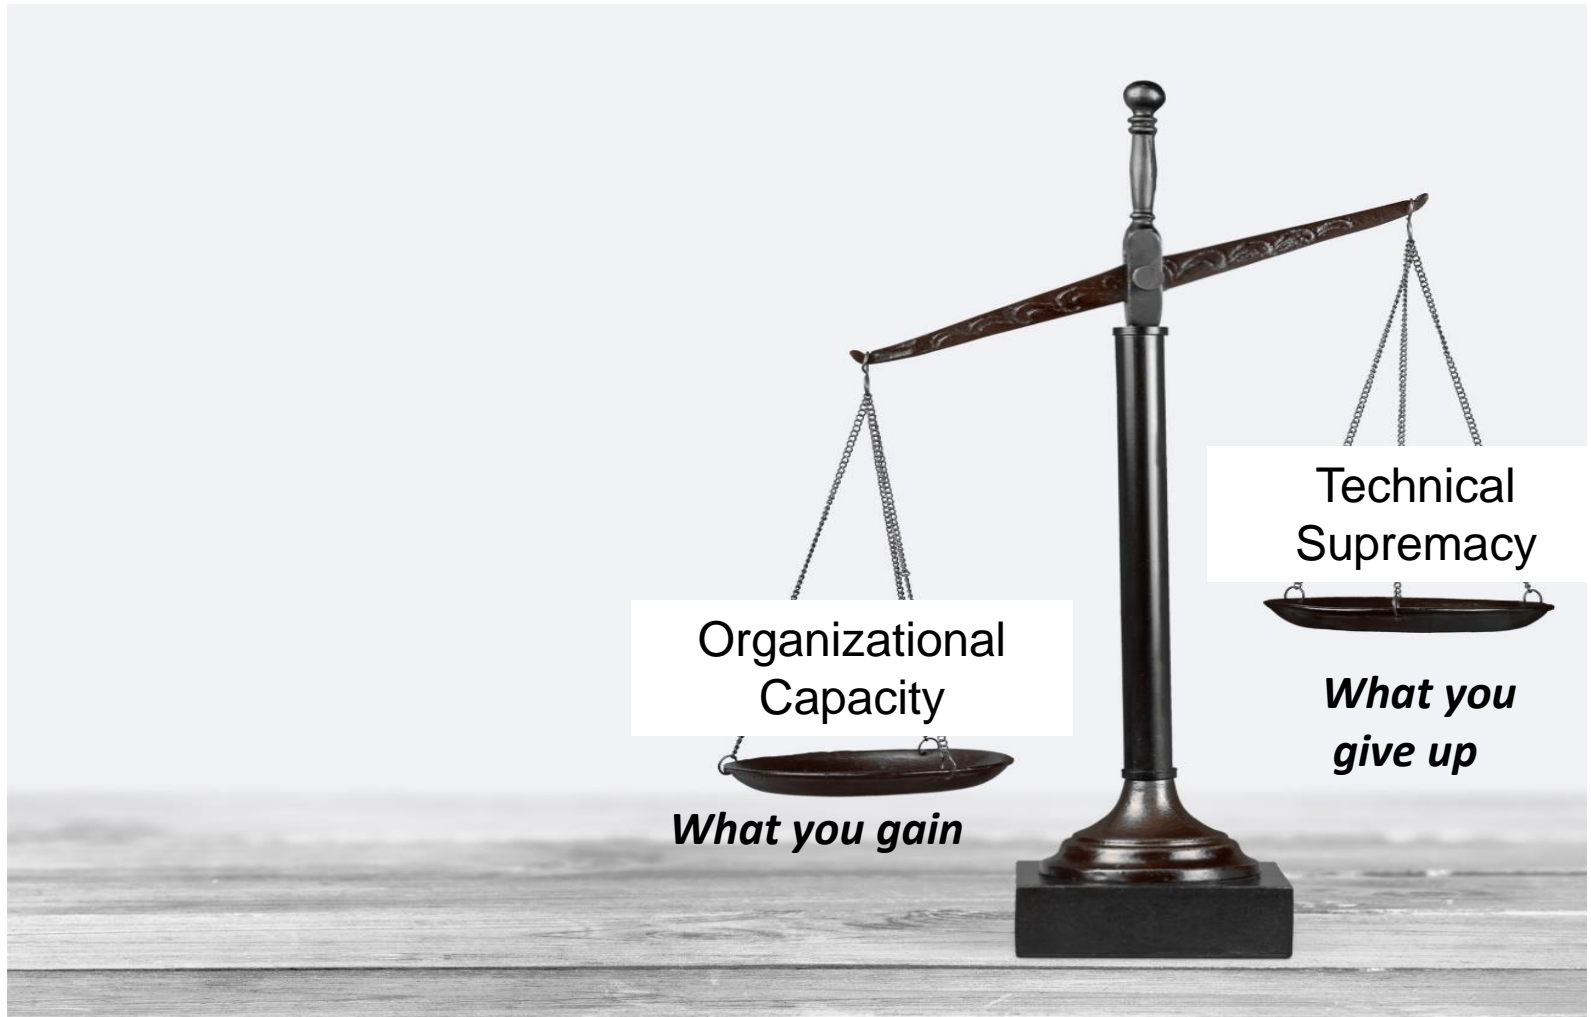 Technical
Supremacy
Organizational
Capacity
What you
give up
What you gain